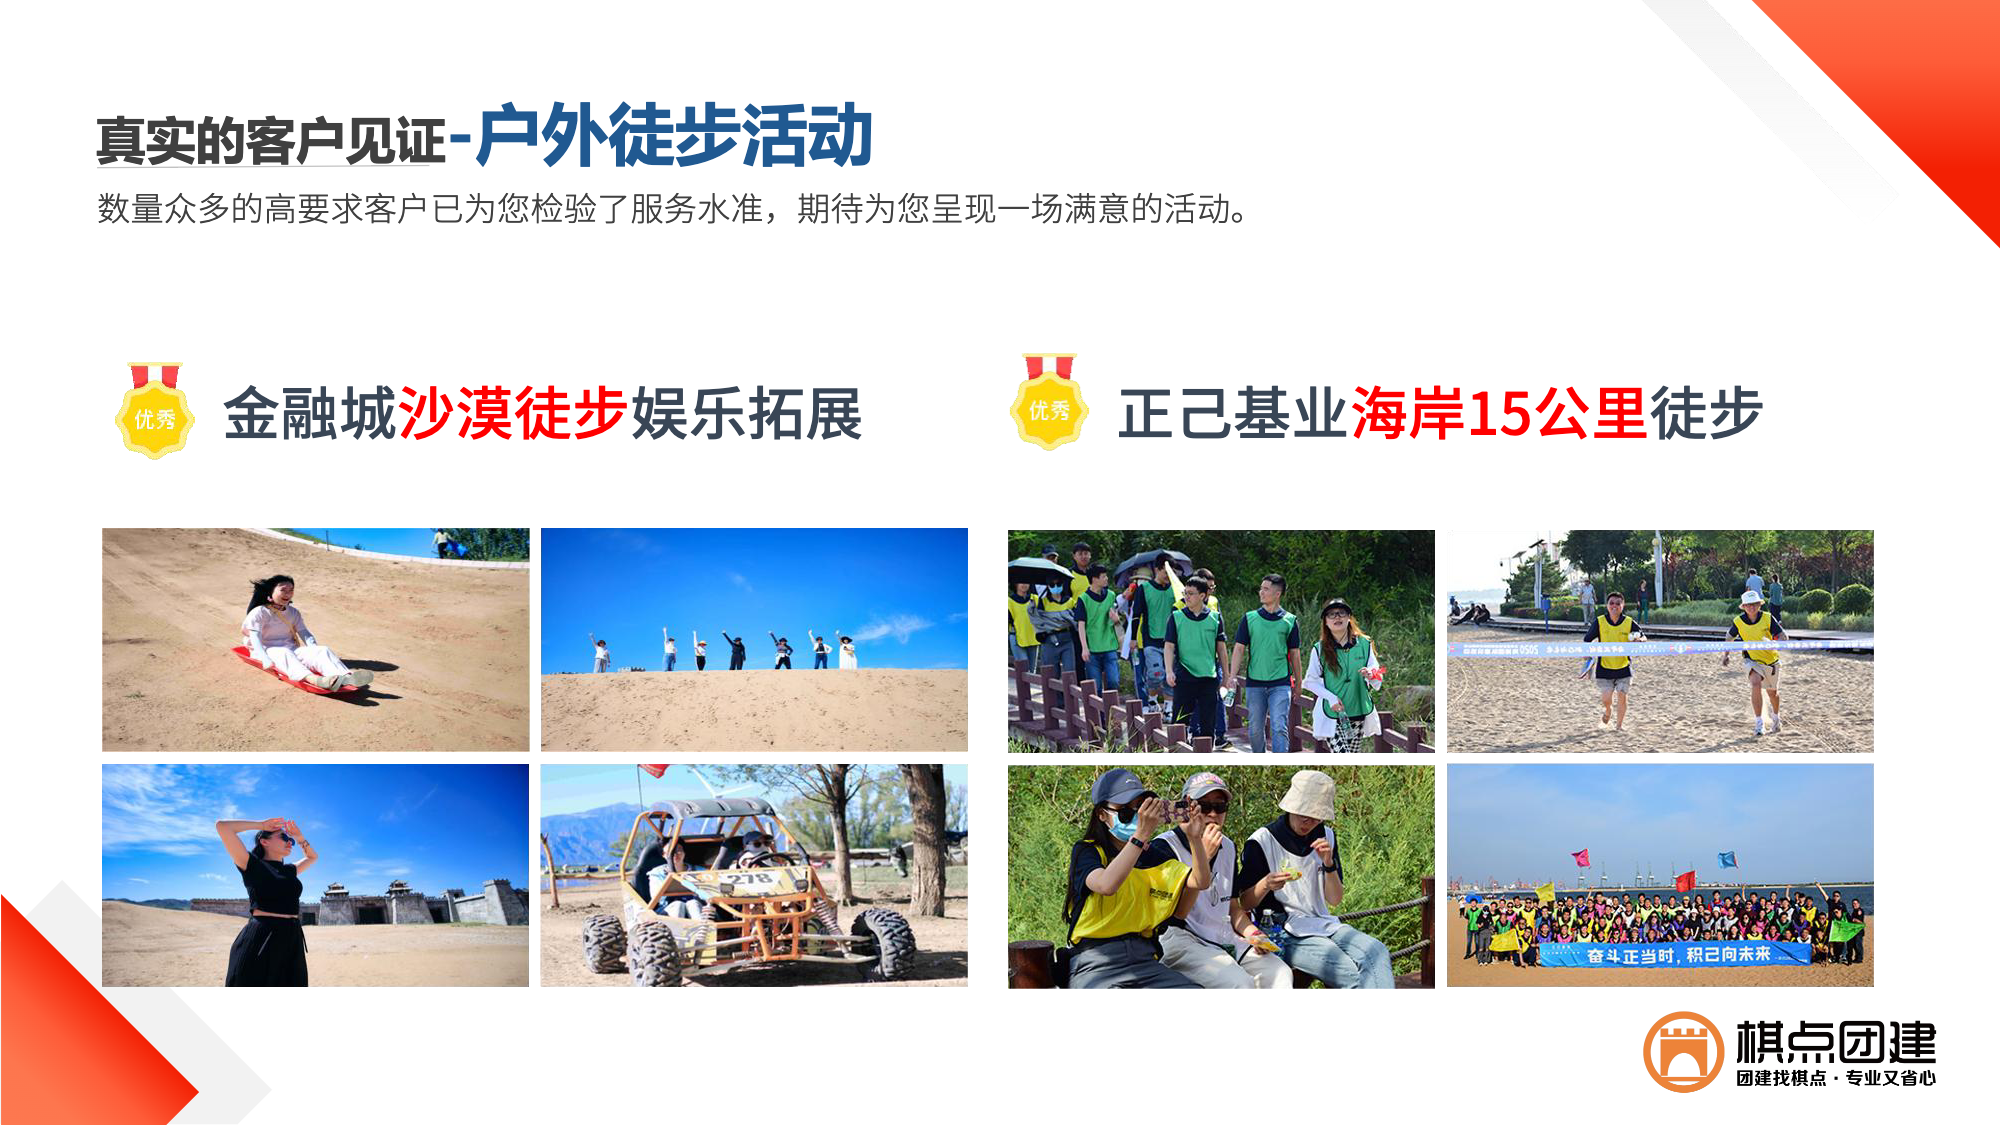 真实的客户见证-户外徒步活动
数量众多的高要求客户已为您检验了服务水准，期待为您呈现一场满意的活动。
优秀
金融城沙漠徒步娱乐拓展
优秀
正己基业海岸15公里徒步
278
奋斗正当时，积己向未来
棋点团建
团建找棋点·专业又省心